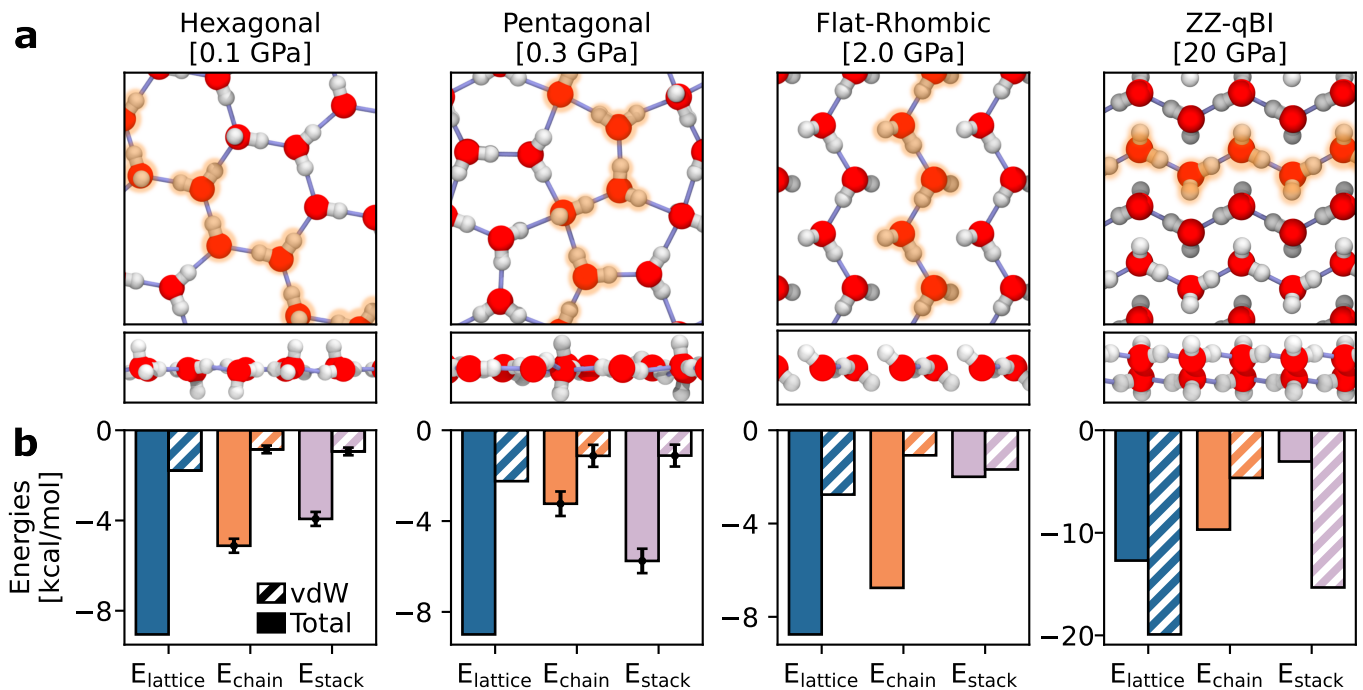 a
Hexagonal
[0.1 GPa]
Pentagonal
[0.3 GPa]
Flat-Rhombic
[2.0 GPa]
ZZ-qBI
[20 GPa]
b
Energies
[kcal/mol]
0
−4
−8
vdW
Total
E_lattice E_chain E_stack
0
−4
−8
E_lattice E_chain E_stack
0
−4
−8
E_lattice E_chain E_stack
0
−10
−20
E_lattice E_chain E_stack